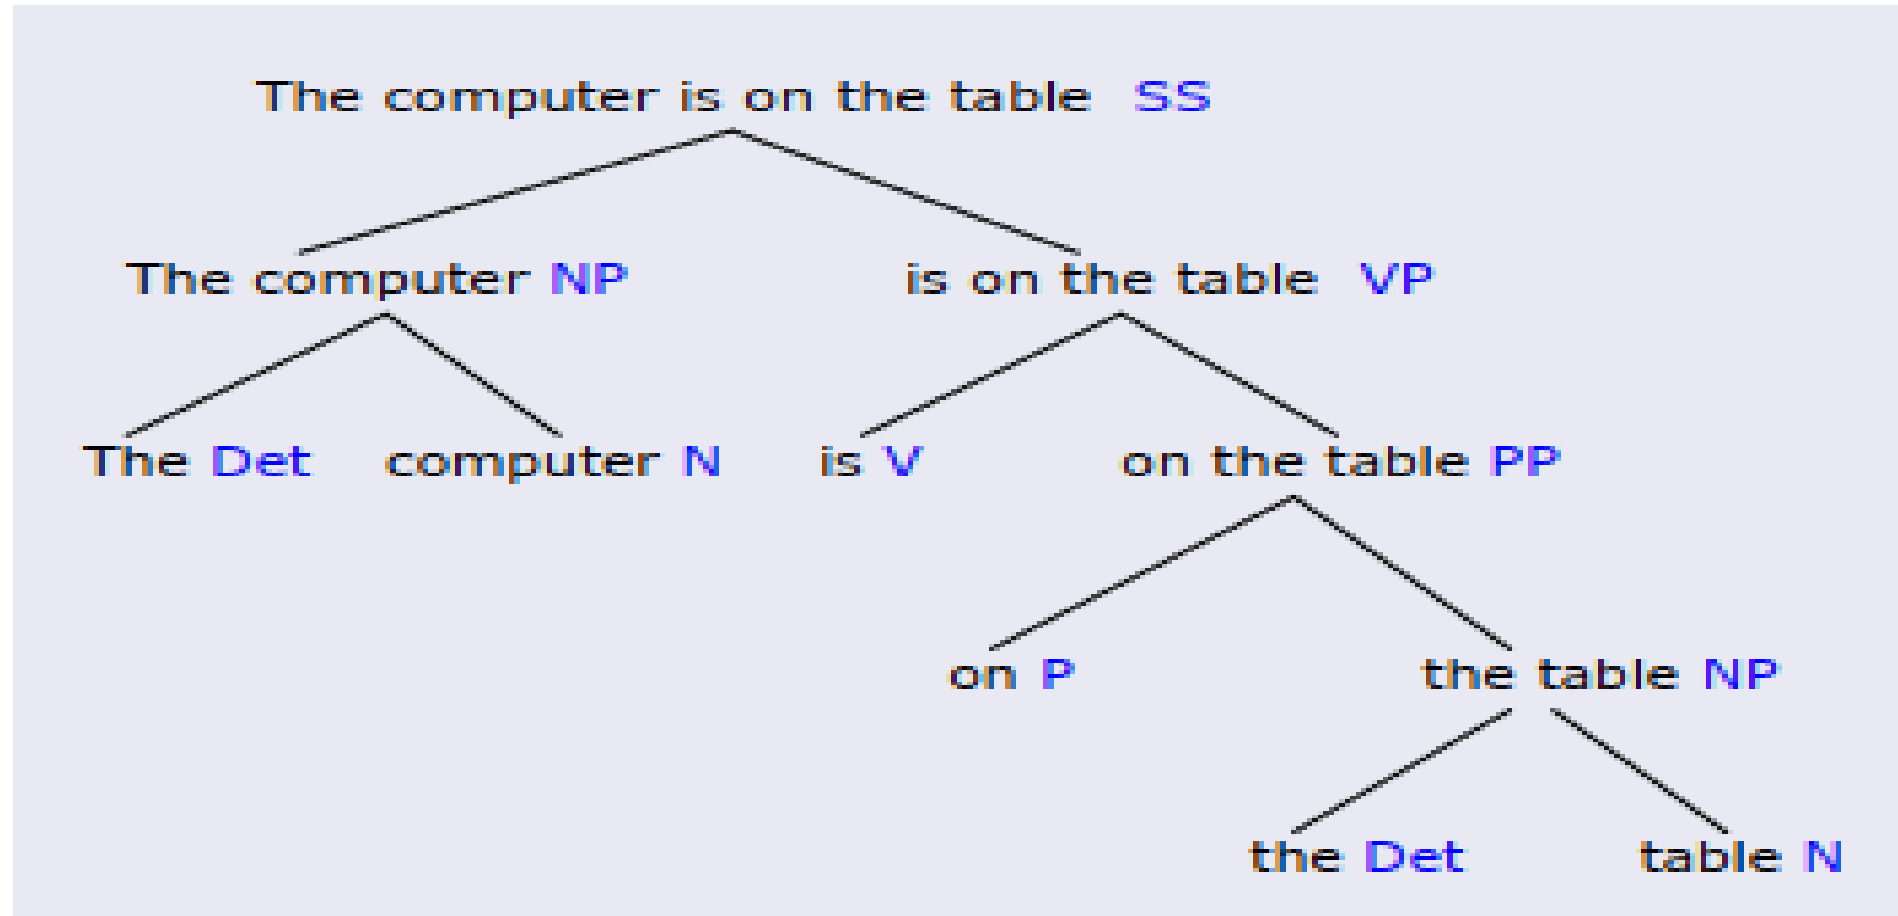 The computer is on the table SS
The computer NP is on the table VP
The Det computer N is V on the table PP
on P the table NP
the Det table N